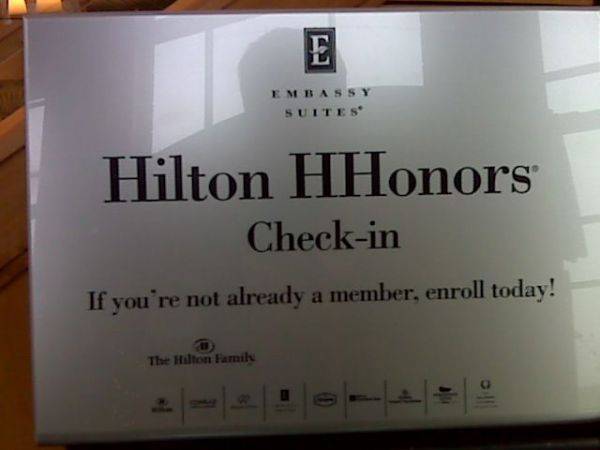 E
EMBASSY
SUITES®
Hilton HHonors®
Check-in
If you're not already a member, enroll today!
The Hilton Family